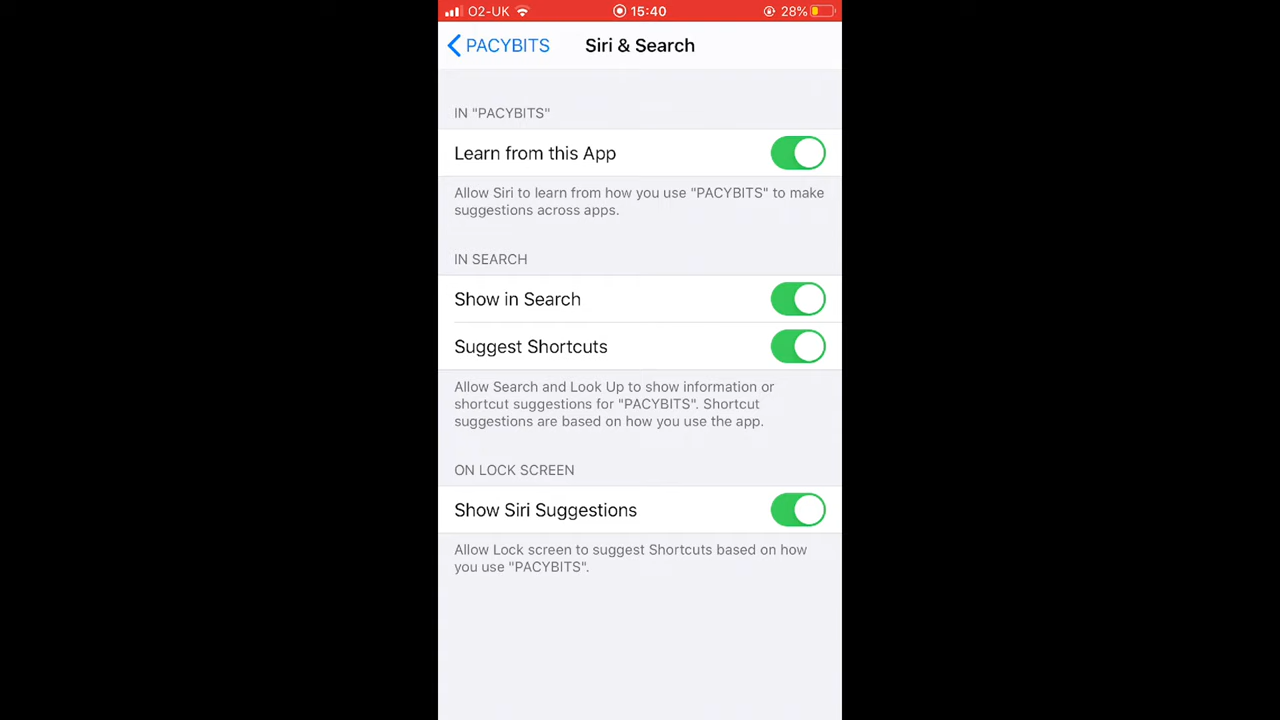 O2-UK 15:40 28%
PACYBITS Siri & Search
IN "PACYBITS"
Learn from this App
Allow Siri to learn from how you use "PACYBITS" to make
suggestions across apps.
IN SEARCH
Show in Search
Suggest Shortcuts
Allow Search and Look Up to show information or
shortcut suggestions for "PACYBITS". Shortcut
suggestions are based on how you use the app.
ON LOCK SCREEN
Show Siri Suggestions
Allow Lock screen to suggest Shortcuts based on how
you use "PACYBITS".